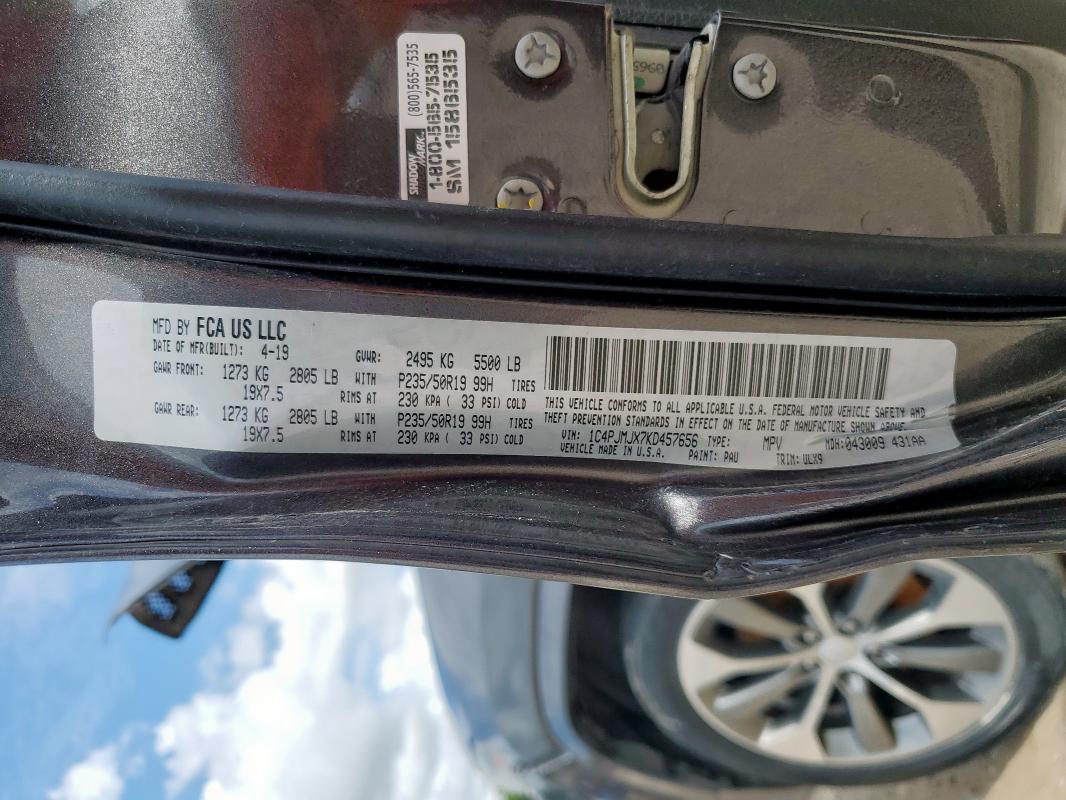 0969
(800)565-7535
SHADOW
MARK
1-800-565-7535
SM 1586535
MFD BY FCA US LLC
DATE OF MFR(BUILT): 4-19 GVWR: 2495 KG 5500 LB
GAWR FRONT: 1273 KG 2805 LB WITH P235/50R19 99H TIRES
19X7.5 RIMS AT 230 KPA ( 33 PSI) COLD
GAWR REAR: 1273 KG 2805 LB WITH P235/50R19 99H TIRES
19X7.5 RIMS AT 230 KPA ( 33 PSI) COLD
THIS VEHICLE CONFORMS TO ALL APPLICABLE U.S.A. FEDERAL MOTOR VEHICLE SAFETY AND
THEFT PREVENTION STANDARDS IN EFFECT ON THE DATE OF MANUFACTURE SHOWN ABOVE.
VIN: 1C4PJMJX7KD457656 TYPE: MPV MDH:043009 431AA
VEHICLE MADE IN U.S.A. PAINT: PAU TRIM: ULX9